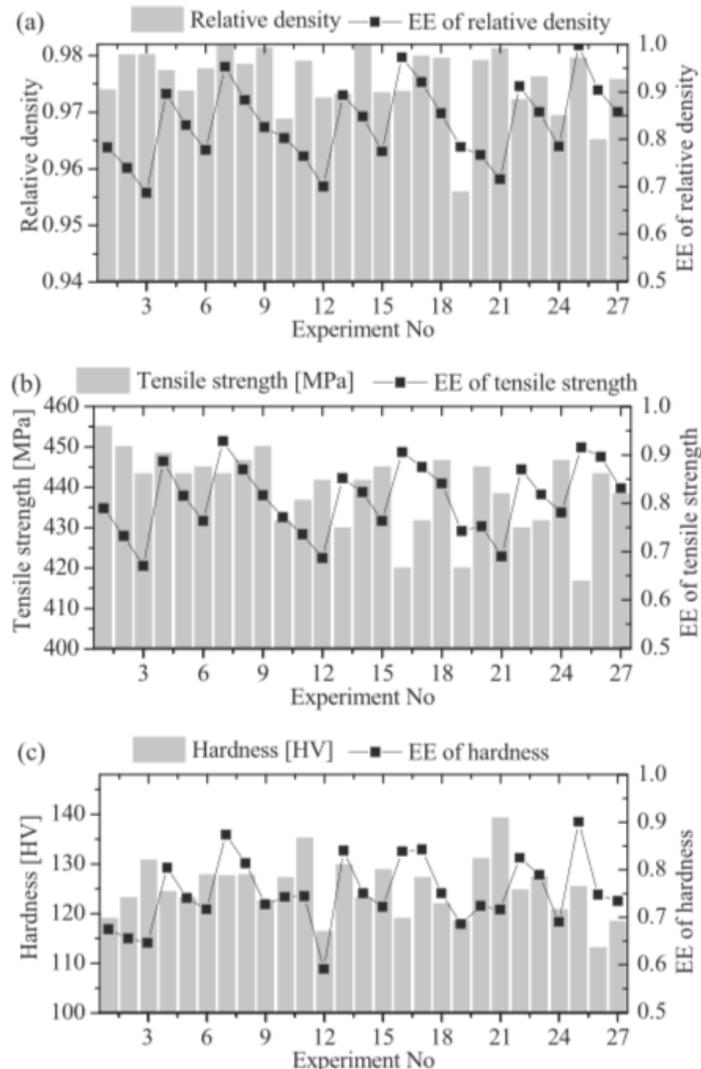 (a) Relative density EE of relative density
0.98 0.97 0.96 0.95 0.94
Relative density
1.0 0.9 0.8 0.7 0.6 0.5
EE of relative density
3 6 9 12 15 18 21 24 27
Experiment No
(b) Tensile strength [MPa] EE of tensile strength
460 450 440 430 420 410 400
Tensile strength [MPa]
1.0 0.9 0.8 0.7 0.6 0.5
EE of tensile strength
3 6 9 12 15 18 21 24 27
Experiment No
(c) Hardness [HV] EE of hardness
140 130 120 110 100
Hardness [HV]
1.0 0.9 0.8 0.7 0.6 0.5
EE of hardness
3 6 9 12 15 18 21 24 27
Experiment No